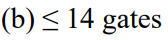 (b) ≤ 14 gates